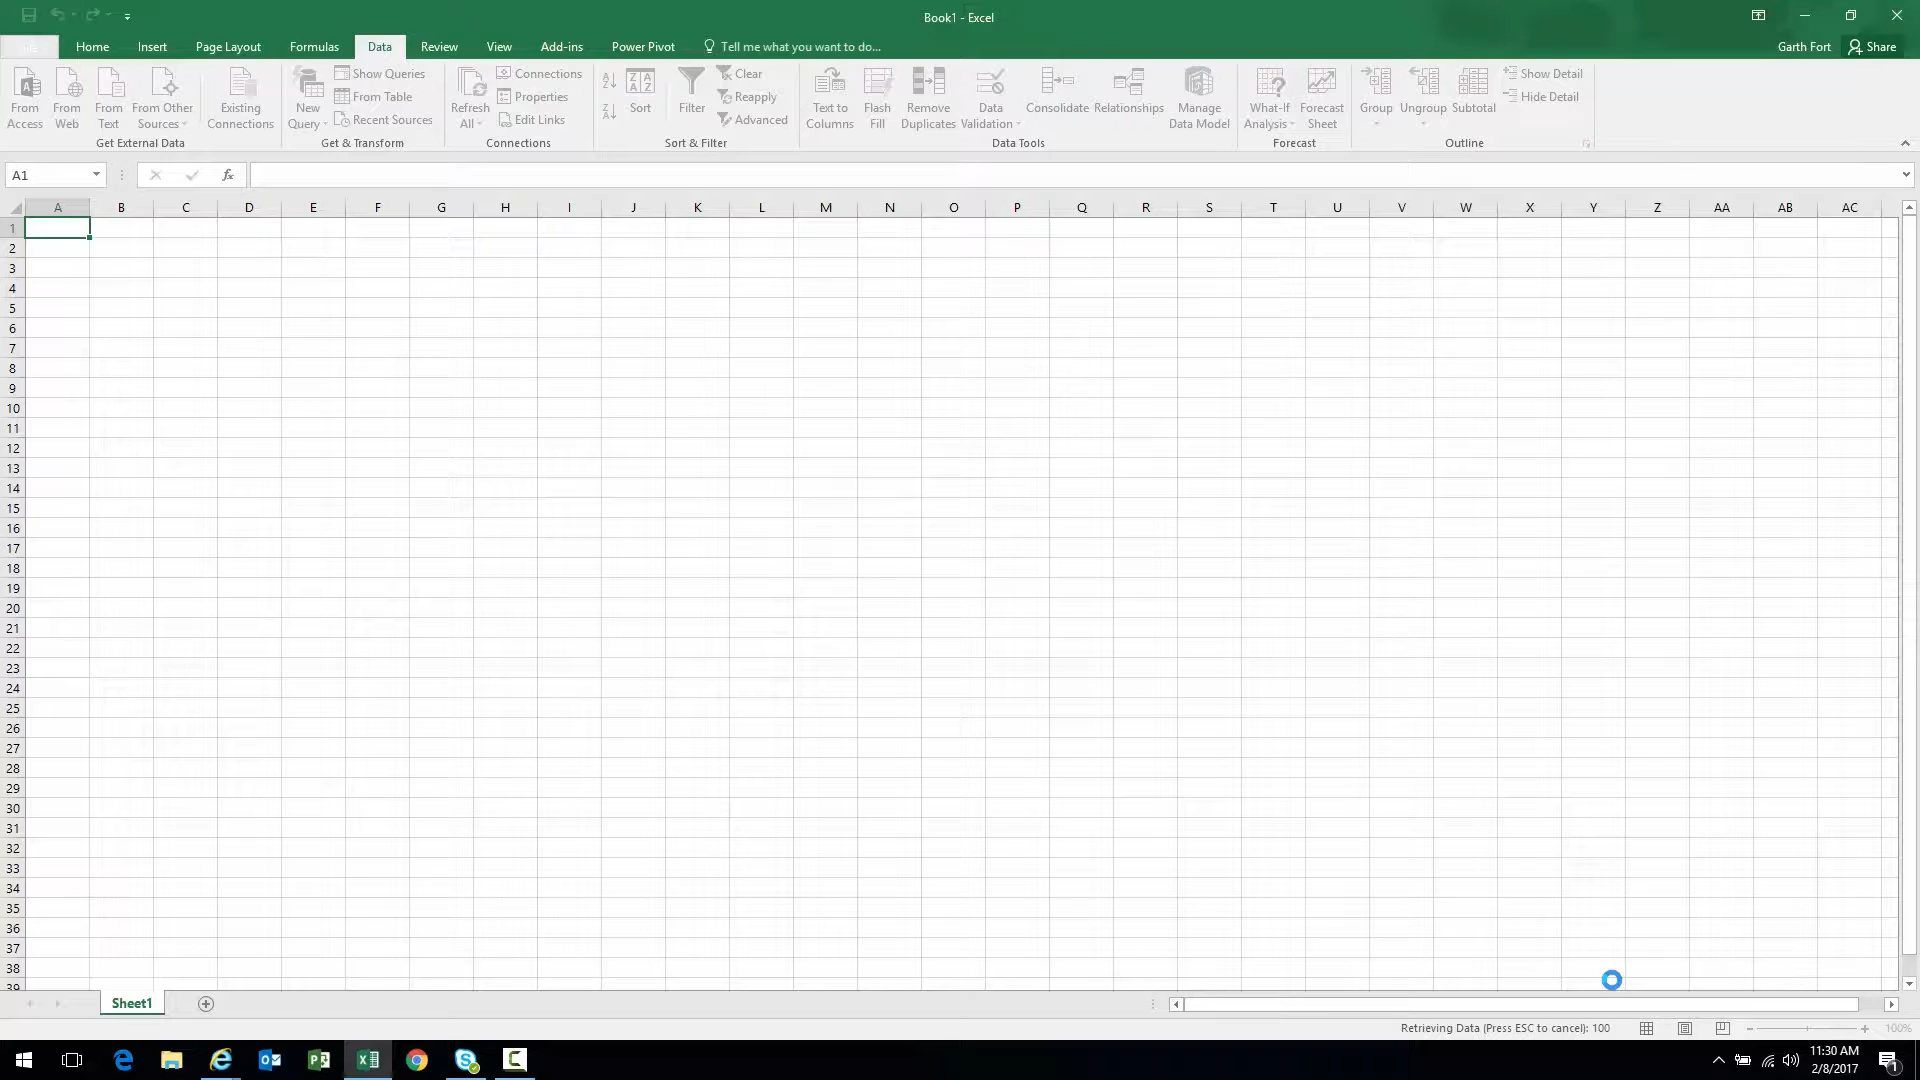 Book1 - Excel
Home Insert Page Layout Formulas Data Review View Add-ins Power Pivot Tell me what you want to do... Garth Fort Share
From Access
From Web
From Text
From Other Sources
Existing Connections
Get External Data
New Query
Show Queries
From Table
Recent Sources
Get & Transform
Refresh All
Connections
Properties
Edit Links
Connections
Sort
Filter
Clear
Reapply
Advanced
Sort & Filter
Text to Columns
Flash Fill
Remove Duplicates
Data Validation
Consolidate
Relationships
Manage Data Model
Data Tools
What-If Analysis
Forecast Sheet
Forecast
Group
Ungroup
Subtotal
Show Detail
Hide Detail
Outline
A1
fx
A B C D E F G H I J K L M N O P Q R S T U V W X Y Z AA AB AC
1
2
3
4
5
6
7
8
9
10
11
12
13
14
15
16
17
18
19
20
21
22
23
24
25
26
27
28
29
30
31
32
33
34
35
36
37
38
39
Sheet1
Retrieving Data (Press ESC to cancel): 100
100%
11:30 AM
2/8/2017
1